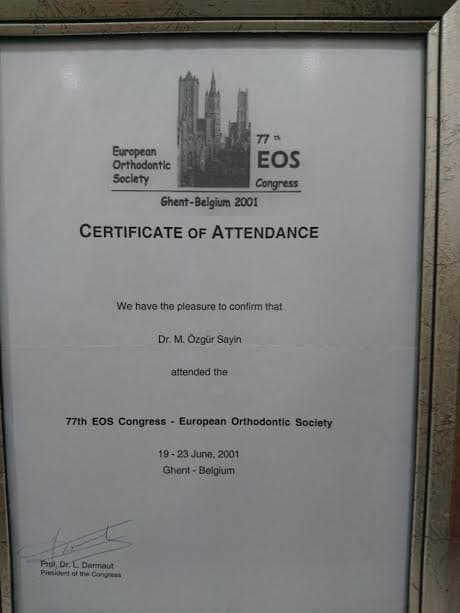 European
Orthodontic
Society
77 th
EOS
Congress
Ghent-Belgium 2001
CERTIFICATE OF ATTENDANCE
We have the pleasure to confirm that
Dr. M. Özgür Sayin
attended the
77th EOS Congress - European Orthodontic Society
19 - 23 June, 2001
Ghent - Belgium
Prof. Dr. L. Dermaut
President of the Congress